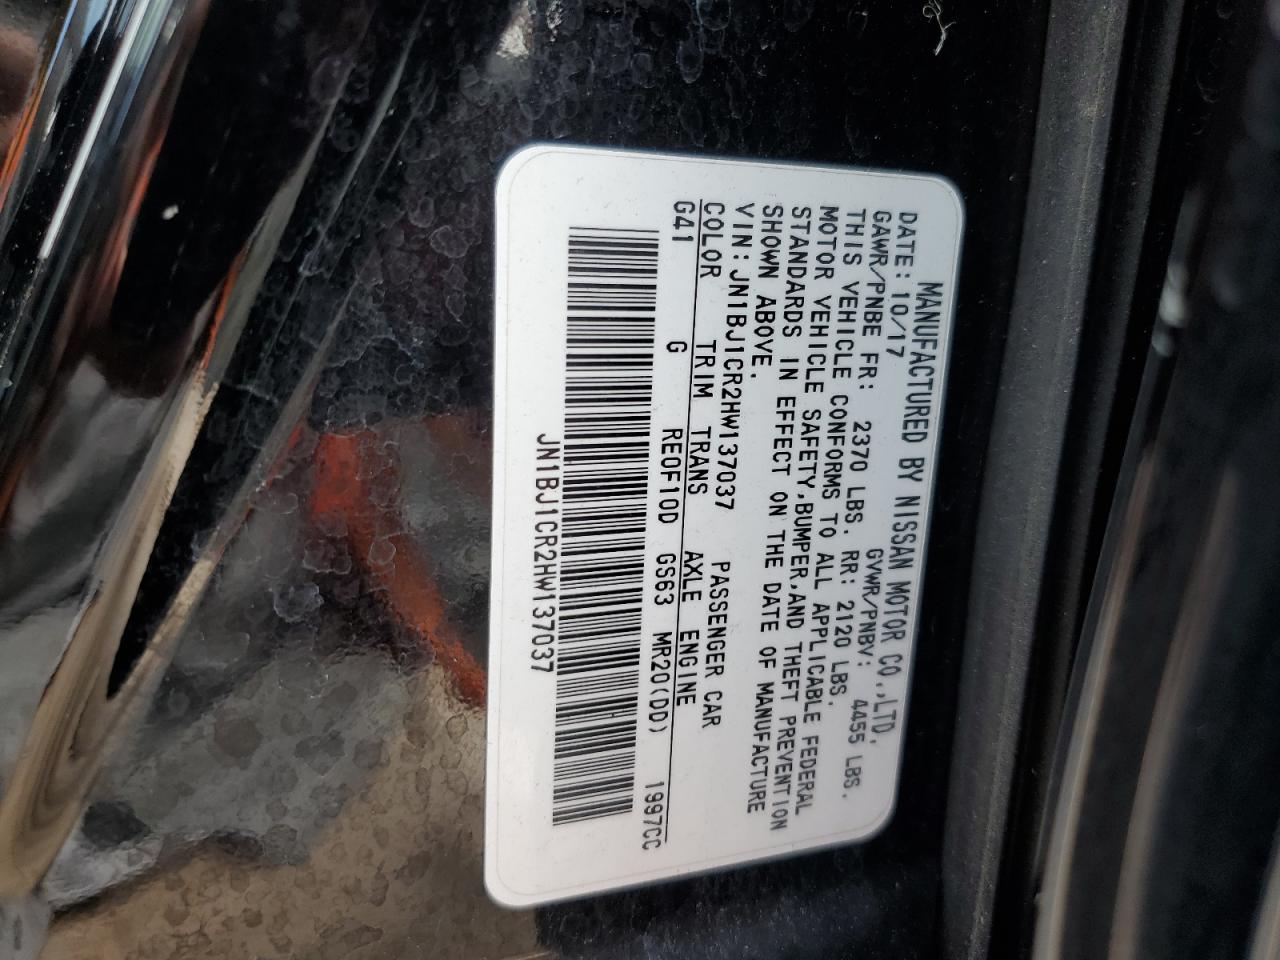 MANUFACTURED BY NISSAN MOTOR CO.,LTD.
DATE: 10/17 GVWR/PNBV: 4455 LBS.
GAWR/PNBE FR: 2370 LBS. RR: 2120 LBS.
THIS VEHICLE CONFORMS TO ALL APPLICABLE FEDERAL
MOTOR VEHICLE SAFETY,BUMPER,AND THEFT PREVENTION
STANDARDS IN EFFECT ON THE DATE OF MANUFACTURE
SHOWN ABOVE.
VIN: JN1BJ1CR2HW137037 PASSENGER CAR
COLOR TRIM TRANS AXLE ENGINE
G41 G RE0F10D GS63 MR20(DD) 1997CC
JN1BJ1CR2HW137037